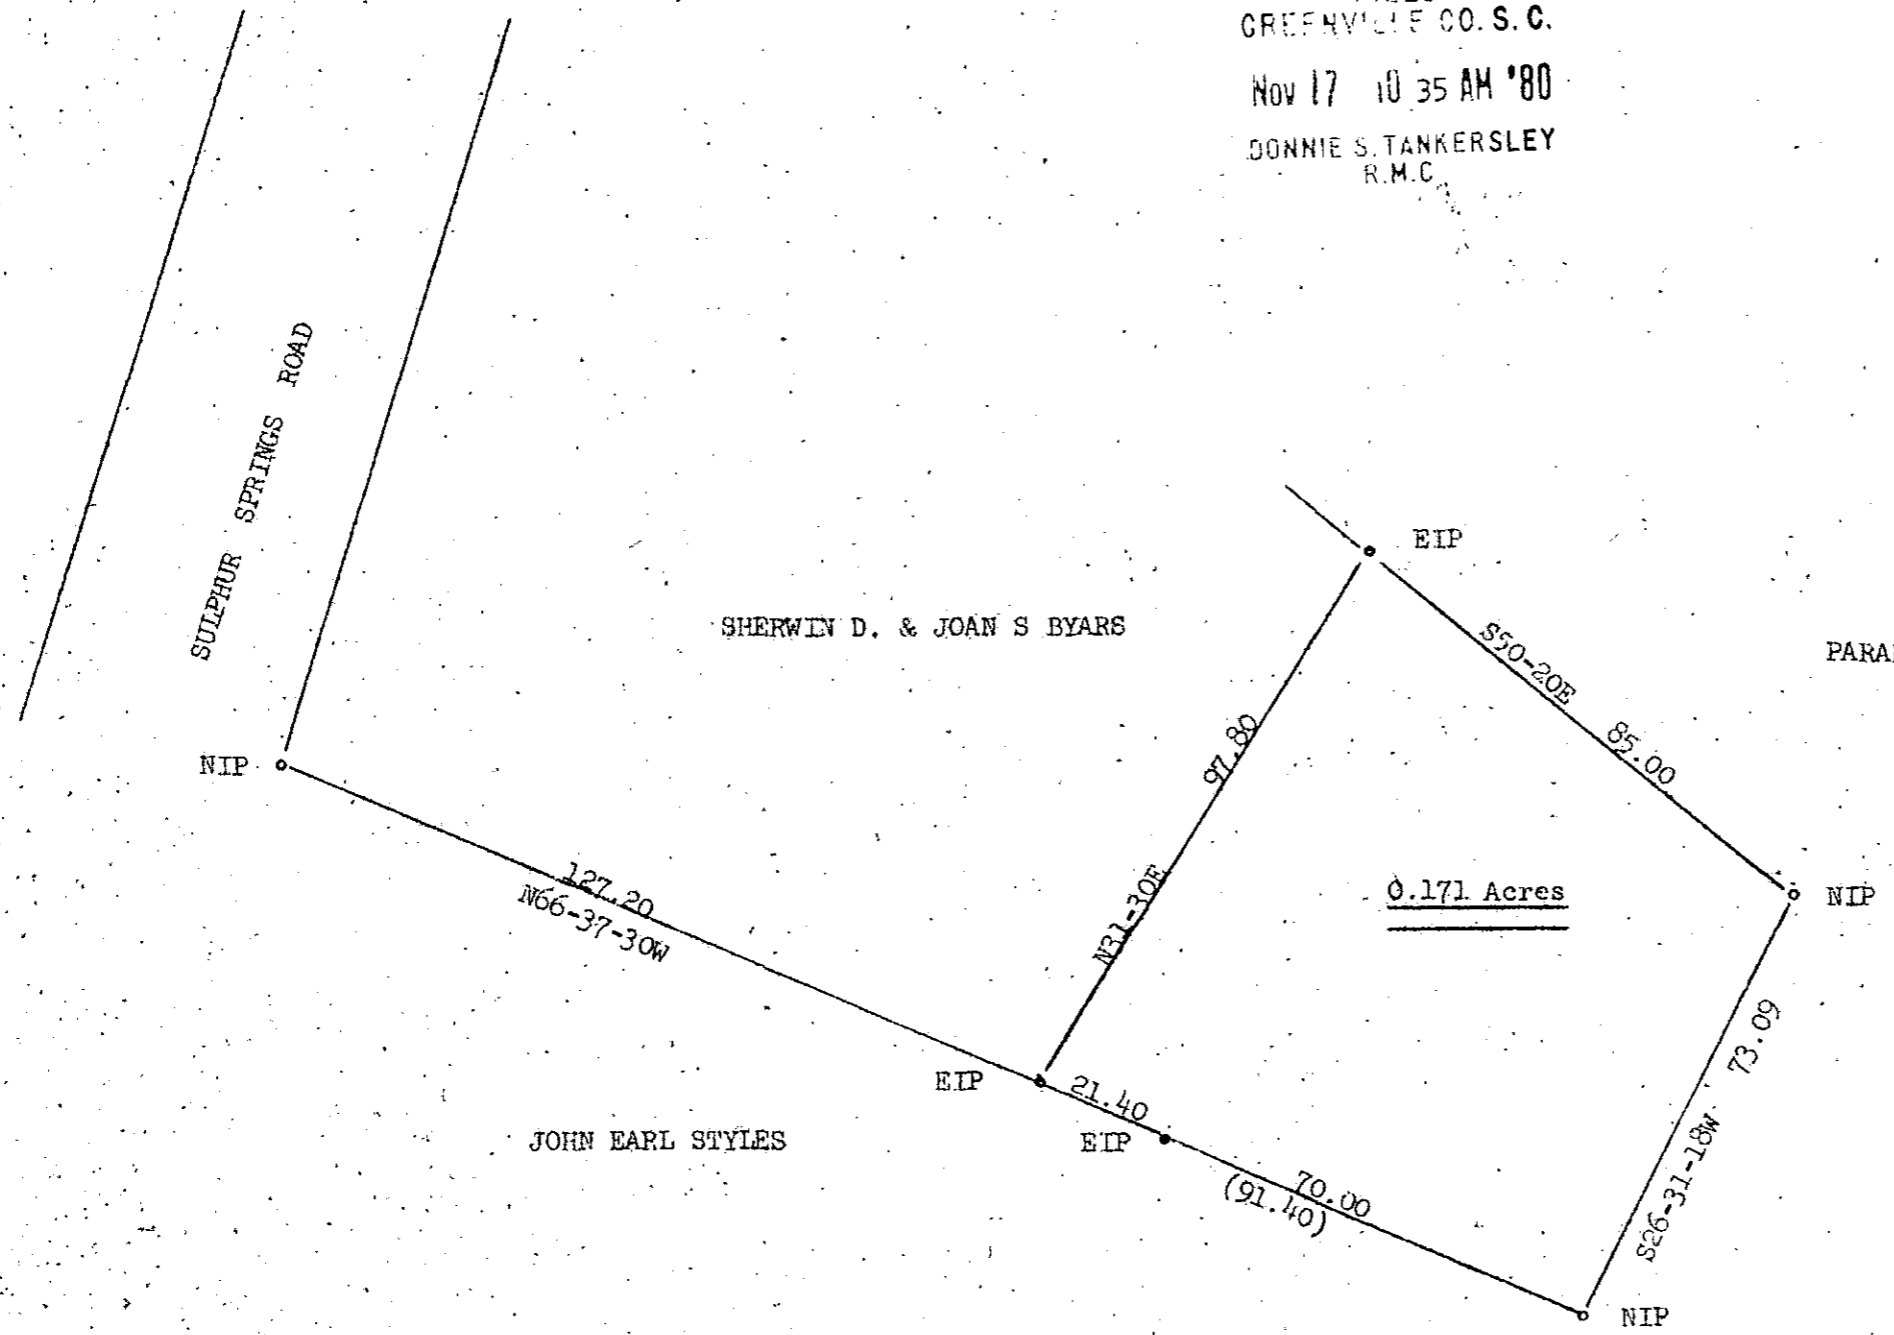 GREENVILLE CO. S. C.
Nov 17 10 35 AM '80
DONNIE S. TANKERSLEY
R.M.C.
SULPHUR SPRINGS ROAD
EIP
SHERWIN D. & JOAN S BYARS
S50-20E 85.00
97.80
N31-30E
NIP
127.20
N66-37-30W
0.171 Acres
NIP
73.09
S26-31-18W
EIP
21.40
EIP
JOHN EARL STYLES
70.00
(91.40)
NIP